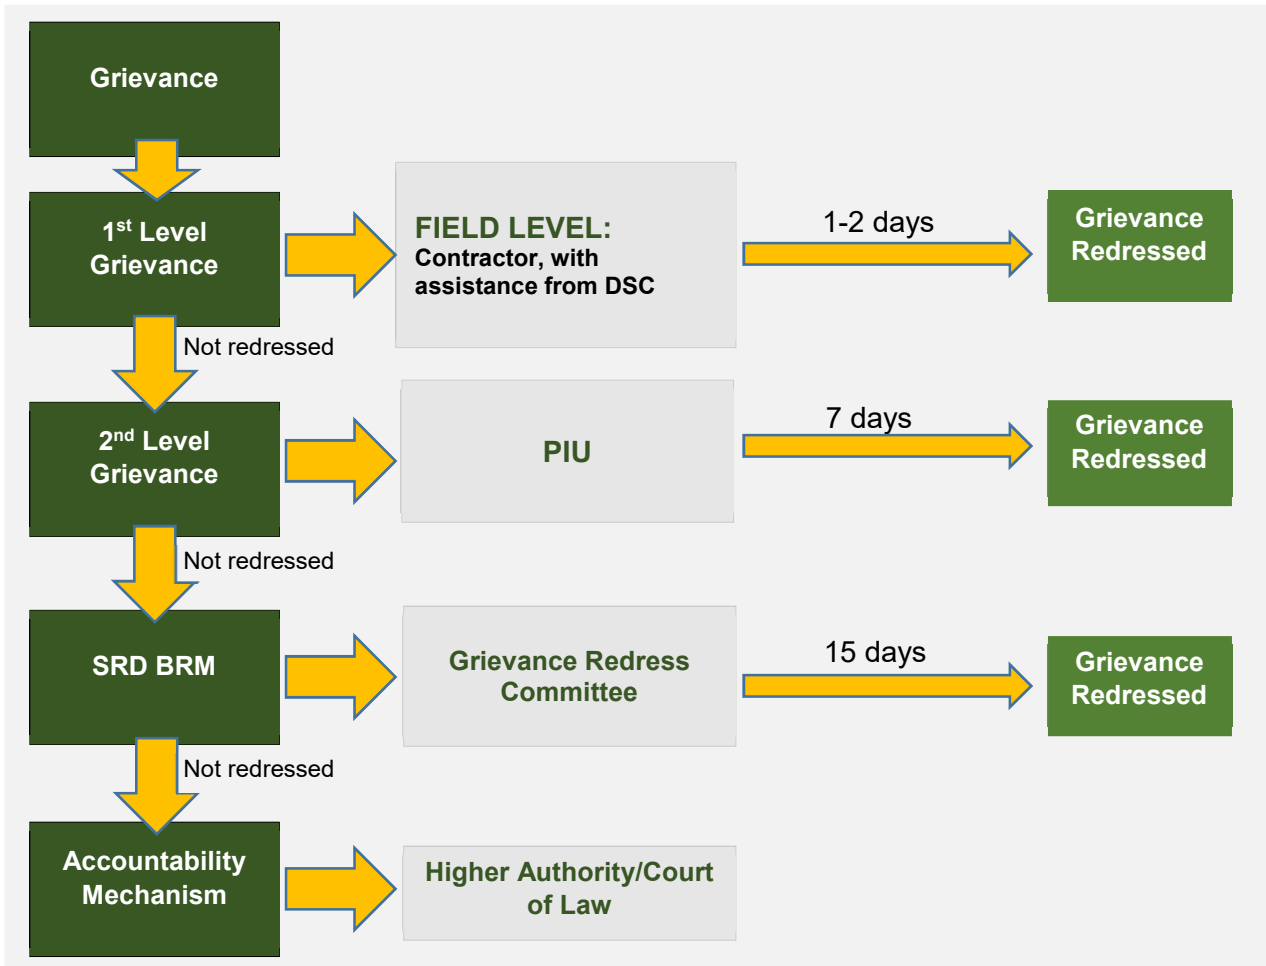 Grievance
1st Level
Grievance
FIELD LEVEL:
Contractor, with
assistance from DSC
1-2 days
Grievance
Redressed
Not redressed
2nd Level
Grievance
PIU
7 days
Grievance
Redressed
Not redressed
SRD BRM
Grievance Redress
Committee
15 days
Grievance
Redressed
Not redressed
Accountability
Mechanism
Higher Authority/Court
of Law